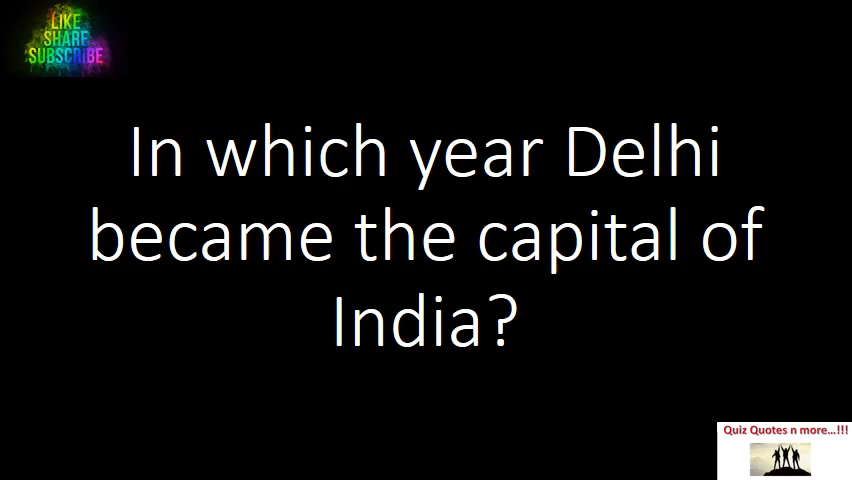 LIKE
SHARE
SUBSCRIBE
In which year Delhi
became the capital of
India?
Quiz Quotes n more...!!!